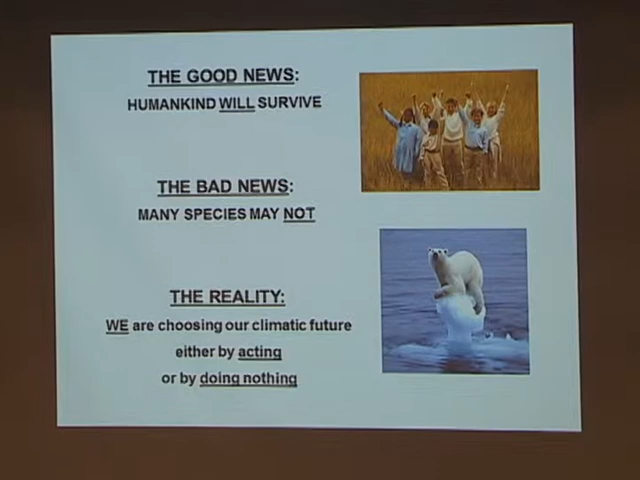 THE GOOD NEWS:
HUMANKIND WILL SURVIVE
THE BAD NEWS:
MANY SPECIES MAY NOT
THE REALITY:
WE are choosing our climatic future
either by acting
or by doing nothing